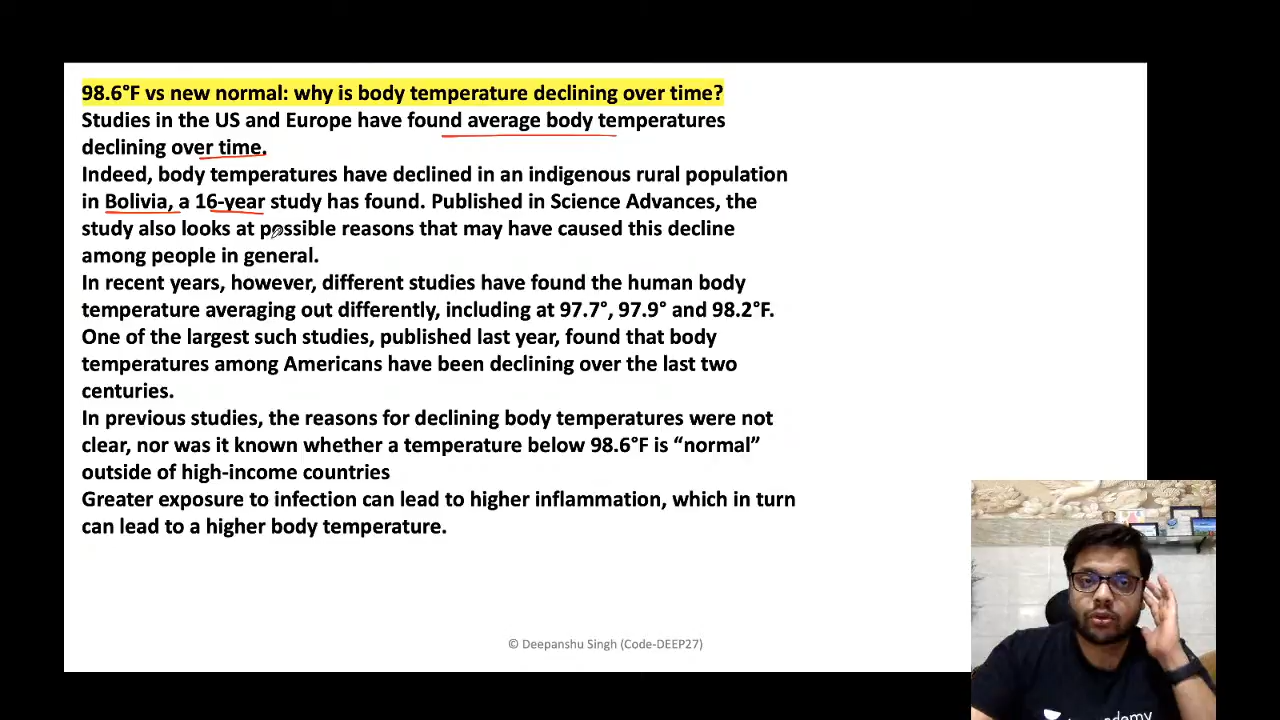 98.6°F vs new normal: why is body temperature declining over time?
Studies in the US and Europe have found average body temperatures
declining over time.
Indeed, body temperatures have declined in an indigenous rural population
in Bolivia, a 16-year study has found. Published in Science Advances, the
study also looks at possible reasons that may have caused this decline
among people in general.
In recent years, however, different studies have found the human body
temperature averaging out differently, including at 97.7°, 97.9° and 98.2°F.
One of the largest such studies, published last year, found that body
temperatures among Americans have been declining over the last two
centuries.
In previous studies, the reasons for declining body temperatures were not
clear, nor was it known whether a temperature below 98.6°F is “normal”
outside of high-income countries
Greater exposure to infection can lead to higher inflammation, which in turn
can lead to a higher body temperature.
© Deepanshu Singh (Code-DEEP27)